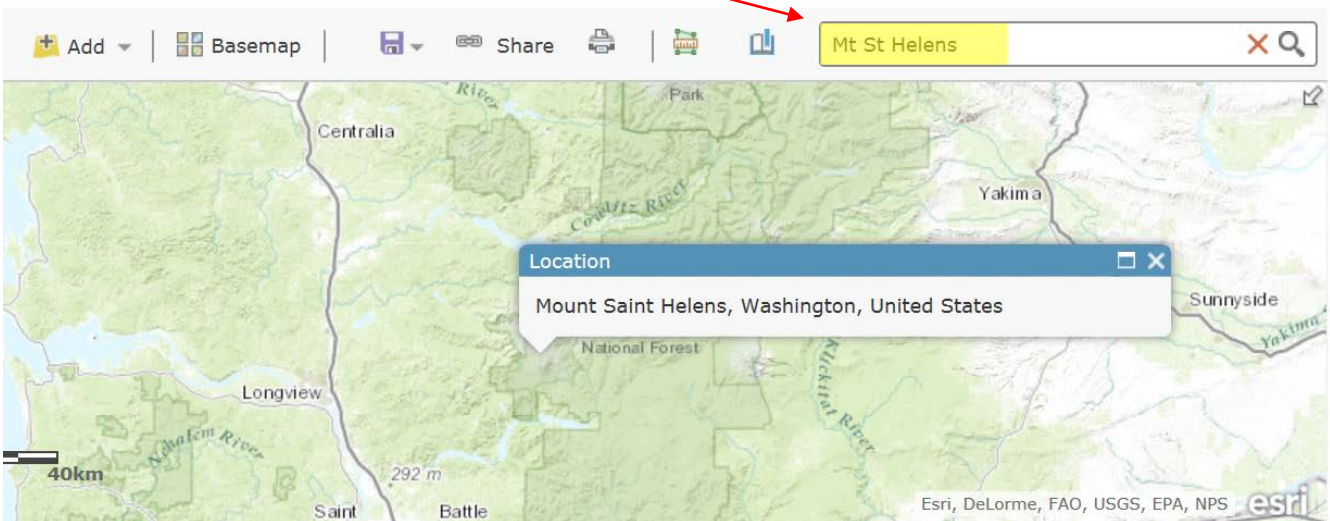 Add
Basemap
Share
Mt St Helens
River
Park
Centralia
Cowlitz River
Yakima
Location
Mount Saint Helens, Washington, United States
Sunnyside
Yakima
National Forest
Klickitat River
Longview
Nehalem River
40km
292 m
Saint
Battle
Esri, DeLorme, FAO, USGS, EPA, NPS
esri